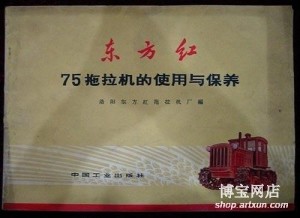 东方红
75拖拉机的使用与保养
洛阳东方红拖拉机厂编
中国工业出版社
博宝网店
shop.artxun.com